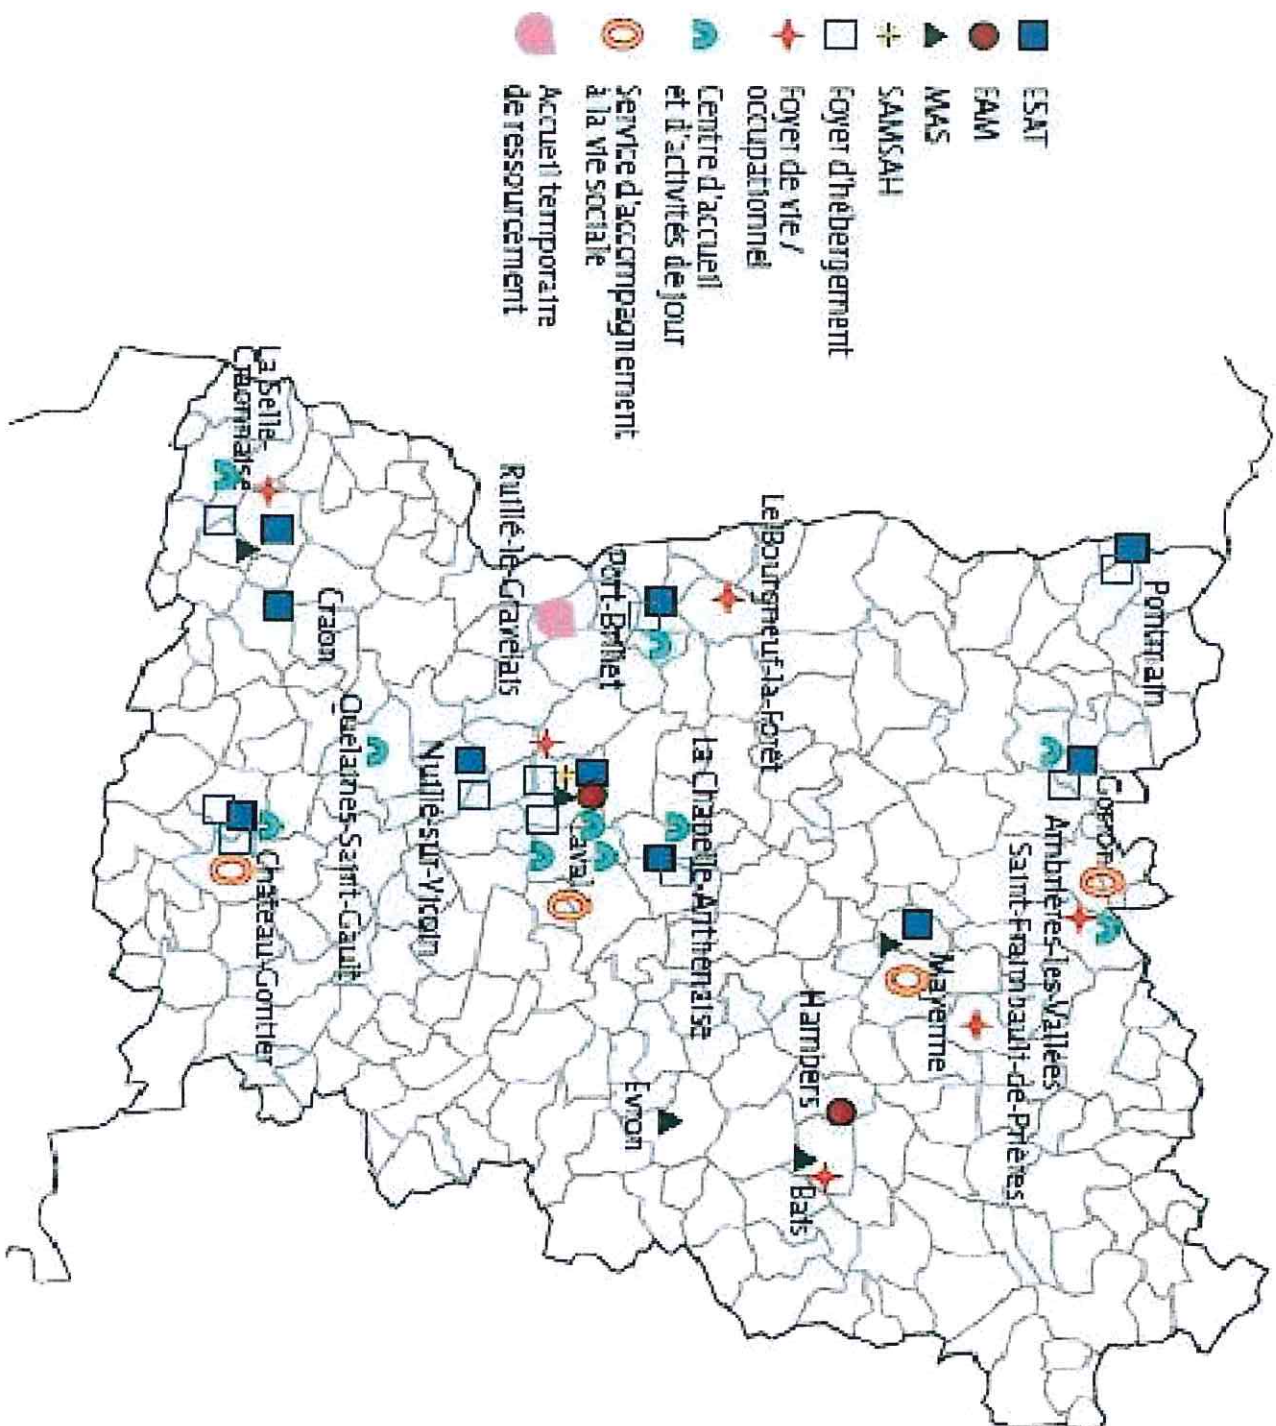 ESAT
FAM
MAS
SAMSAH
Foyer d'hébergement
Foyer de vie /
occupationnel
Centre d'accueil
et d'activités de jour
Service d'accompagnement
à la vie sociale
Accueil temporaire
de ressourcement
Pontmain
Gorron
Ambrières-les-Vallées
Saint-Fraimbault-de-Prières
Mayenne
Hambers
Bais
Le Bourgneuf-la-Forêt
La Chapelle-Anthenaise
Evron
Port-Brillet
Laval
Ruillé-le-Gravelais
Nuillé-sur-Vicoin
Quelaines-Saint-Gault
Craon
Château-Gontier
La Selle-
Craonnaise